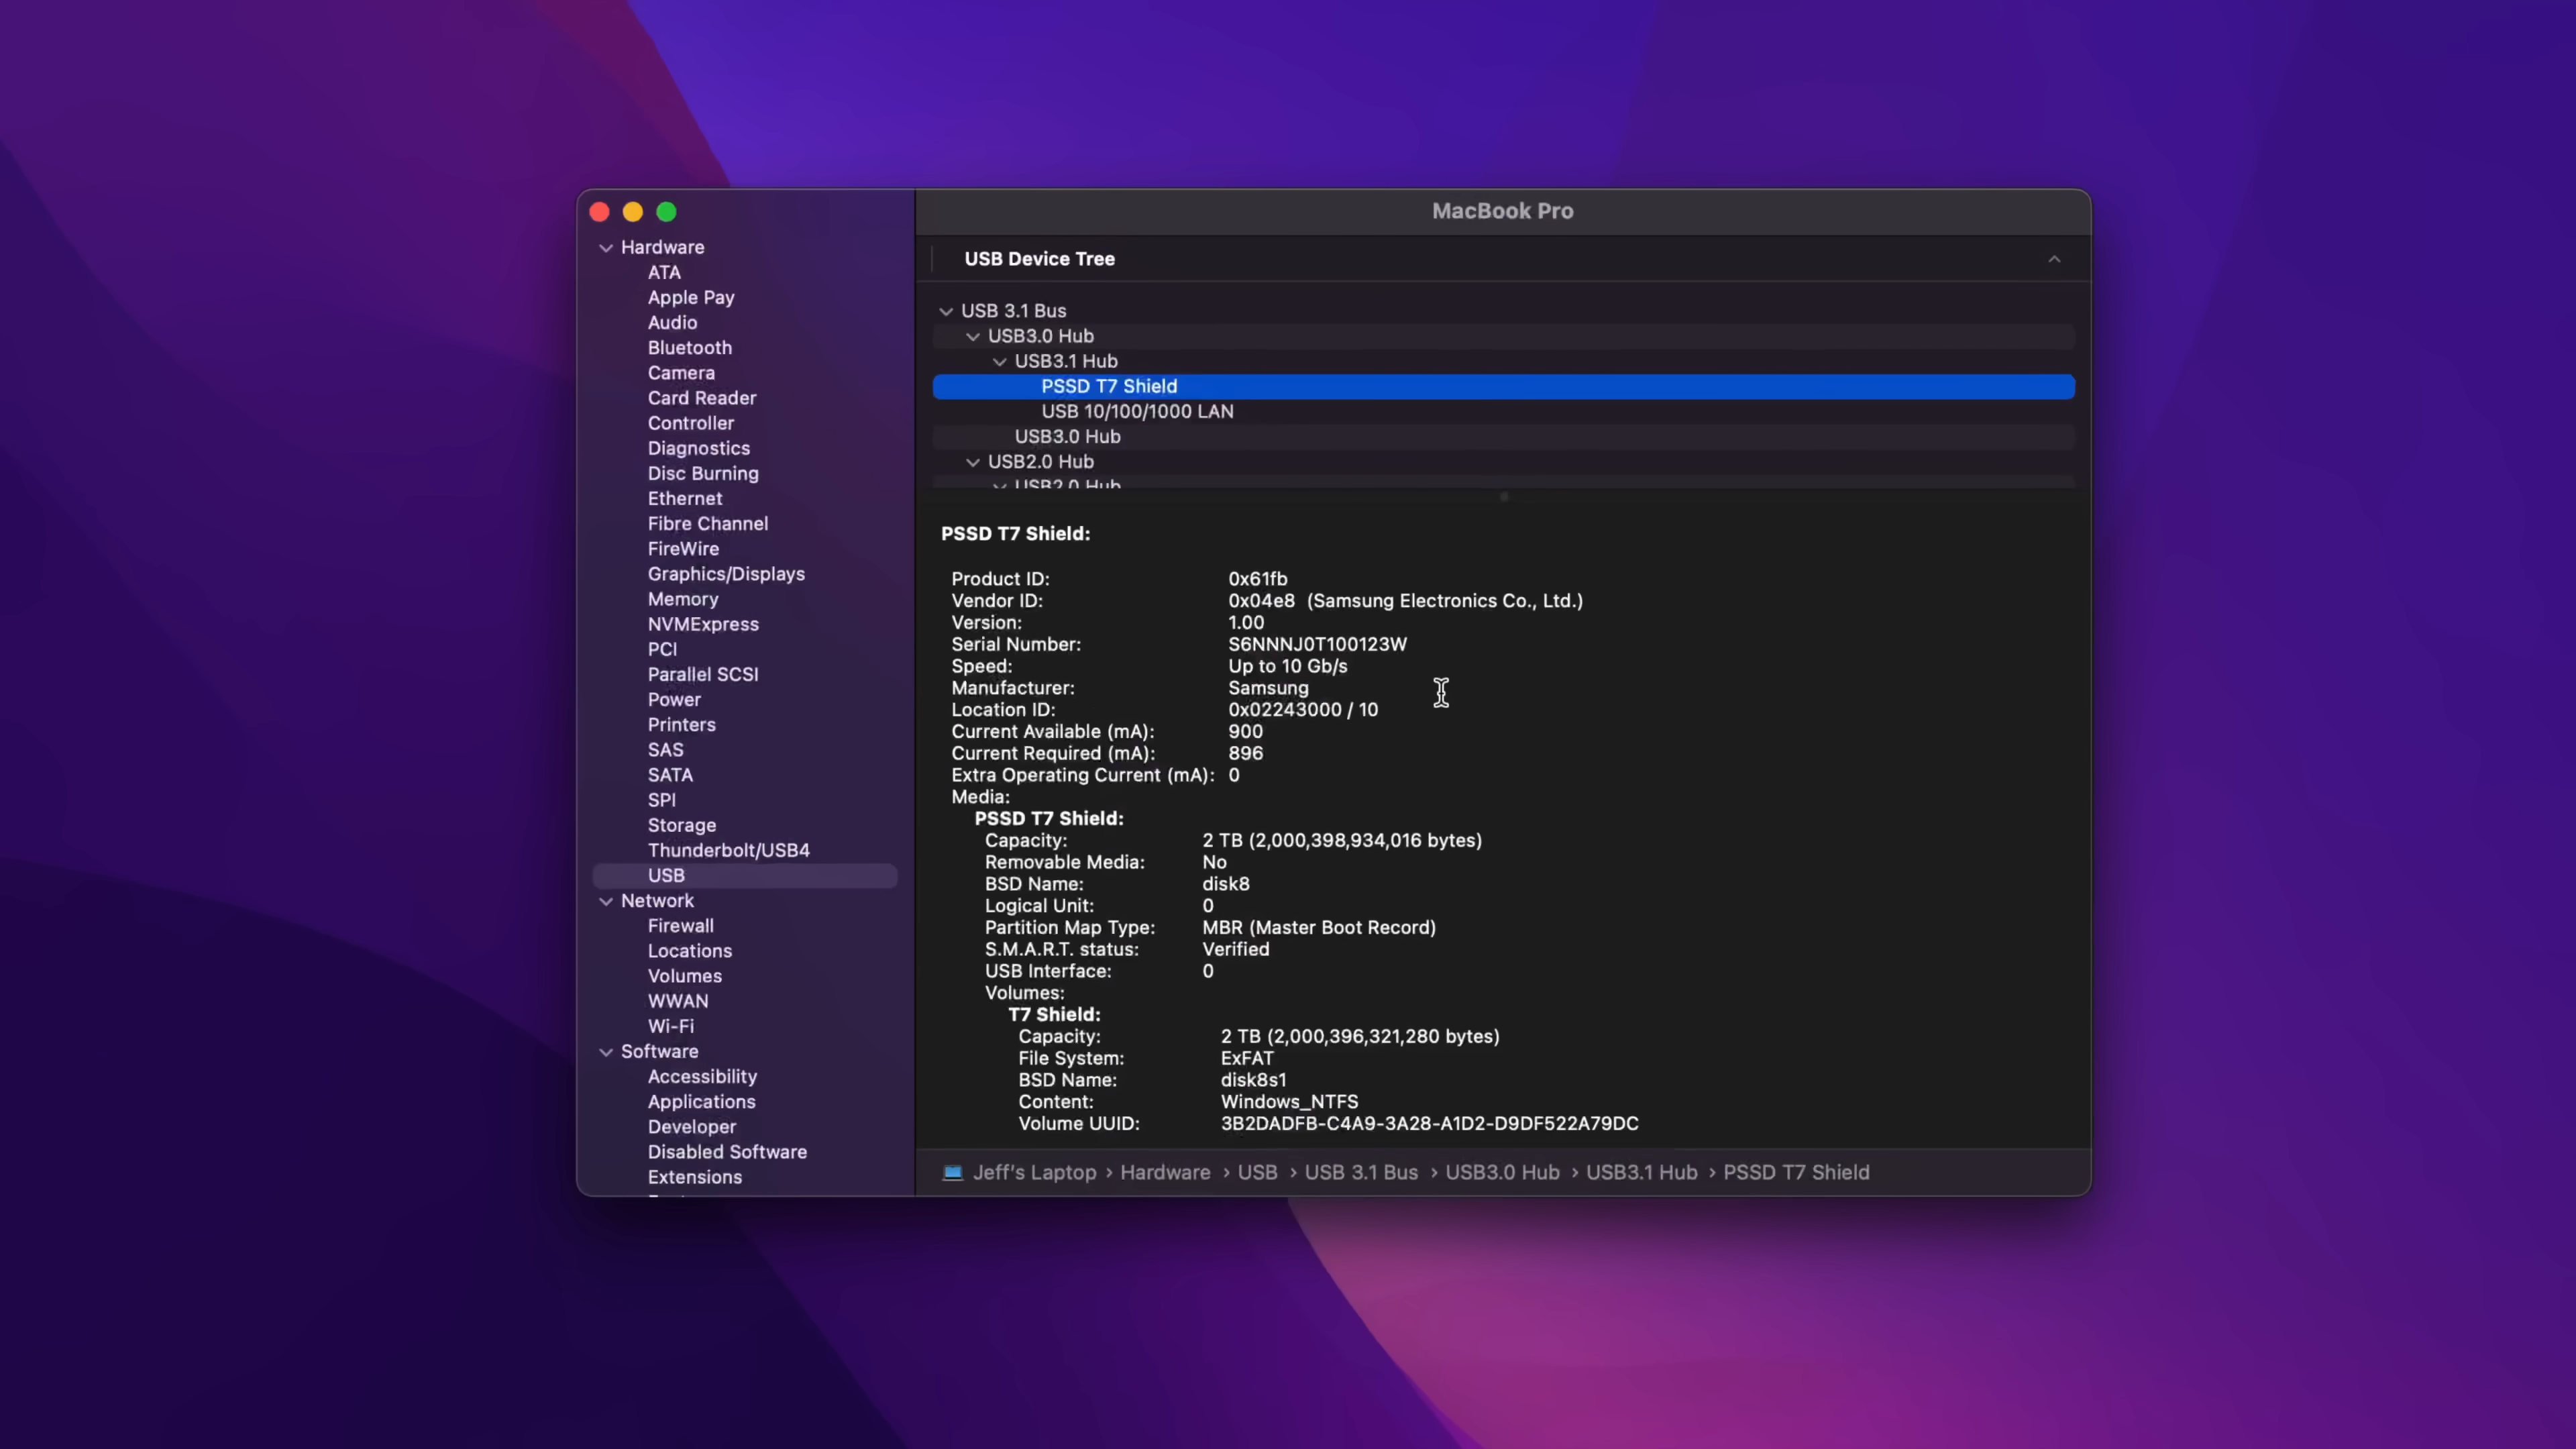 MacBook Pro
Hardware
ATA
Apple Pay
Audio
Bluetooth
Camera
Card Reader
Controller
Diagnostics
Disc Burning
Ethernet
Fibre Channel
FireWire
Graphics/Displays
Memory
NVMExpress
PCI
Parallel SCSI
Power
Printers
SAS
SATA
SPI
Storage
Thunderbolt/USB4
USB
Network
Firewall
Locations
Volumes
WWAN
Wi-Fi
Software
Accessibility
Applications
Developer
Disabled Software
Extensions
USB Device Tree
USB 3.1 Bus
USB3.0 Hub
USB3.1 Hub
PSSD T7 Shield
USB 10/100/1000 LAN
USB3.0 Hub
USB2.0 Hub
USB2.0 Hub
PSSD T7 Shield:
Product ID: 0x61fb
Vendor ID: 0x04e8 (Samsung Electronics Co., Ltd.)
Version: 1.00
Serial Number: S6NNNJ0T100123W
Speed: Up to 10 Gb/s
Manufacturer: Samsung
Location ID: 0x02243000 / 10
Current Available (mA): 900
Current Required (mA): 896
Extra Operating Current (mA): 0
Media:
PSSD T7 Shield:
Capacity: 2 TB (2,000,398,934,016 bytes)
Removable Media: No
BSD Name: disk8
Logical Unit: 0
Partition Map Type: MBR (Master Boot Record)
S.M.A.R.T. status: Verified
USB Interface: 0
Volumes:
T7 Shield:
Capacity: 2 TB (2,000,396,321,280 bytes)
File System: ExFAT
BSD Name: disk8s1
Content: Windows_NTFS
Volume UUID: 3B2DADFB-C4A9-3A28-A1D2-D9DF522A79DC
Jeff's Laptop › Hardware › USB › USB 3.1 Bus › USB3.0 Hub › USB3.1 Hub › PSSD T7 Shield